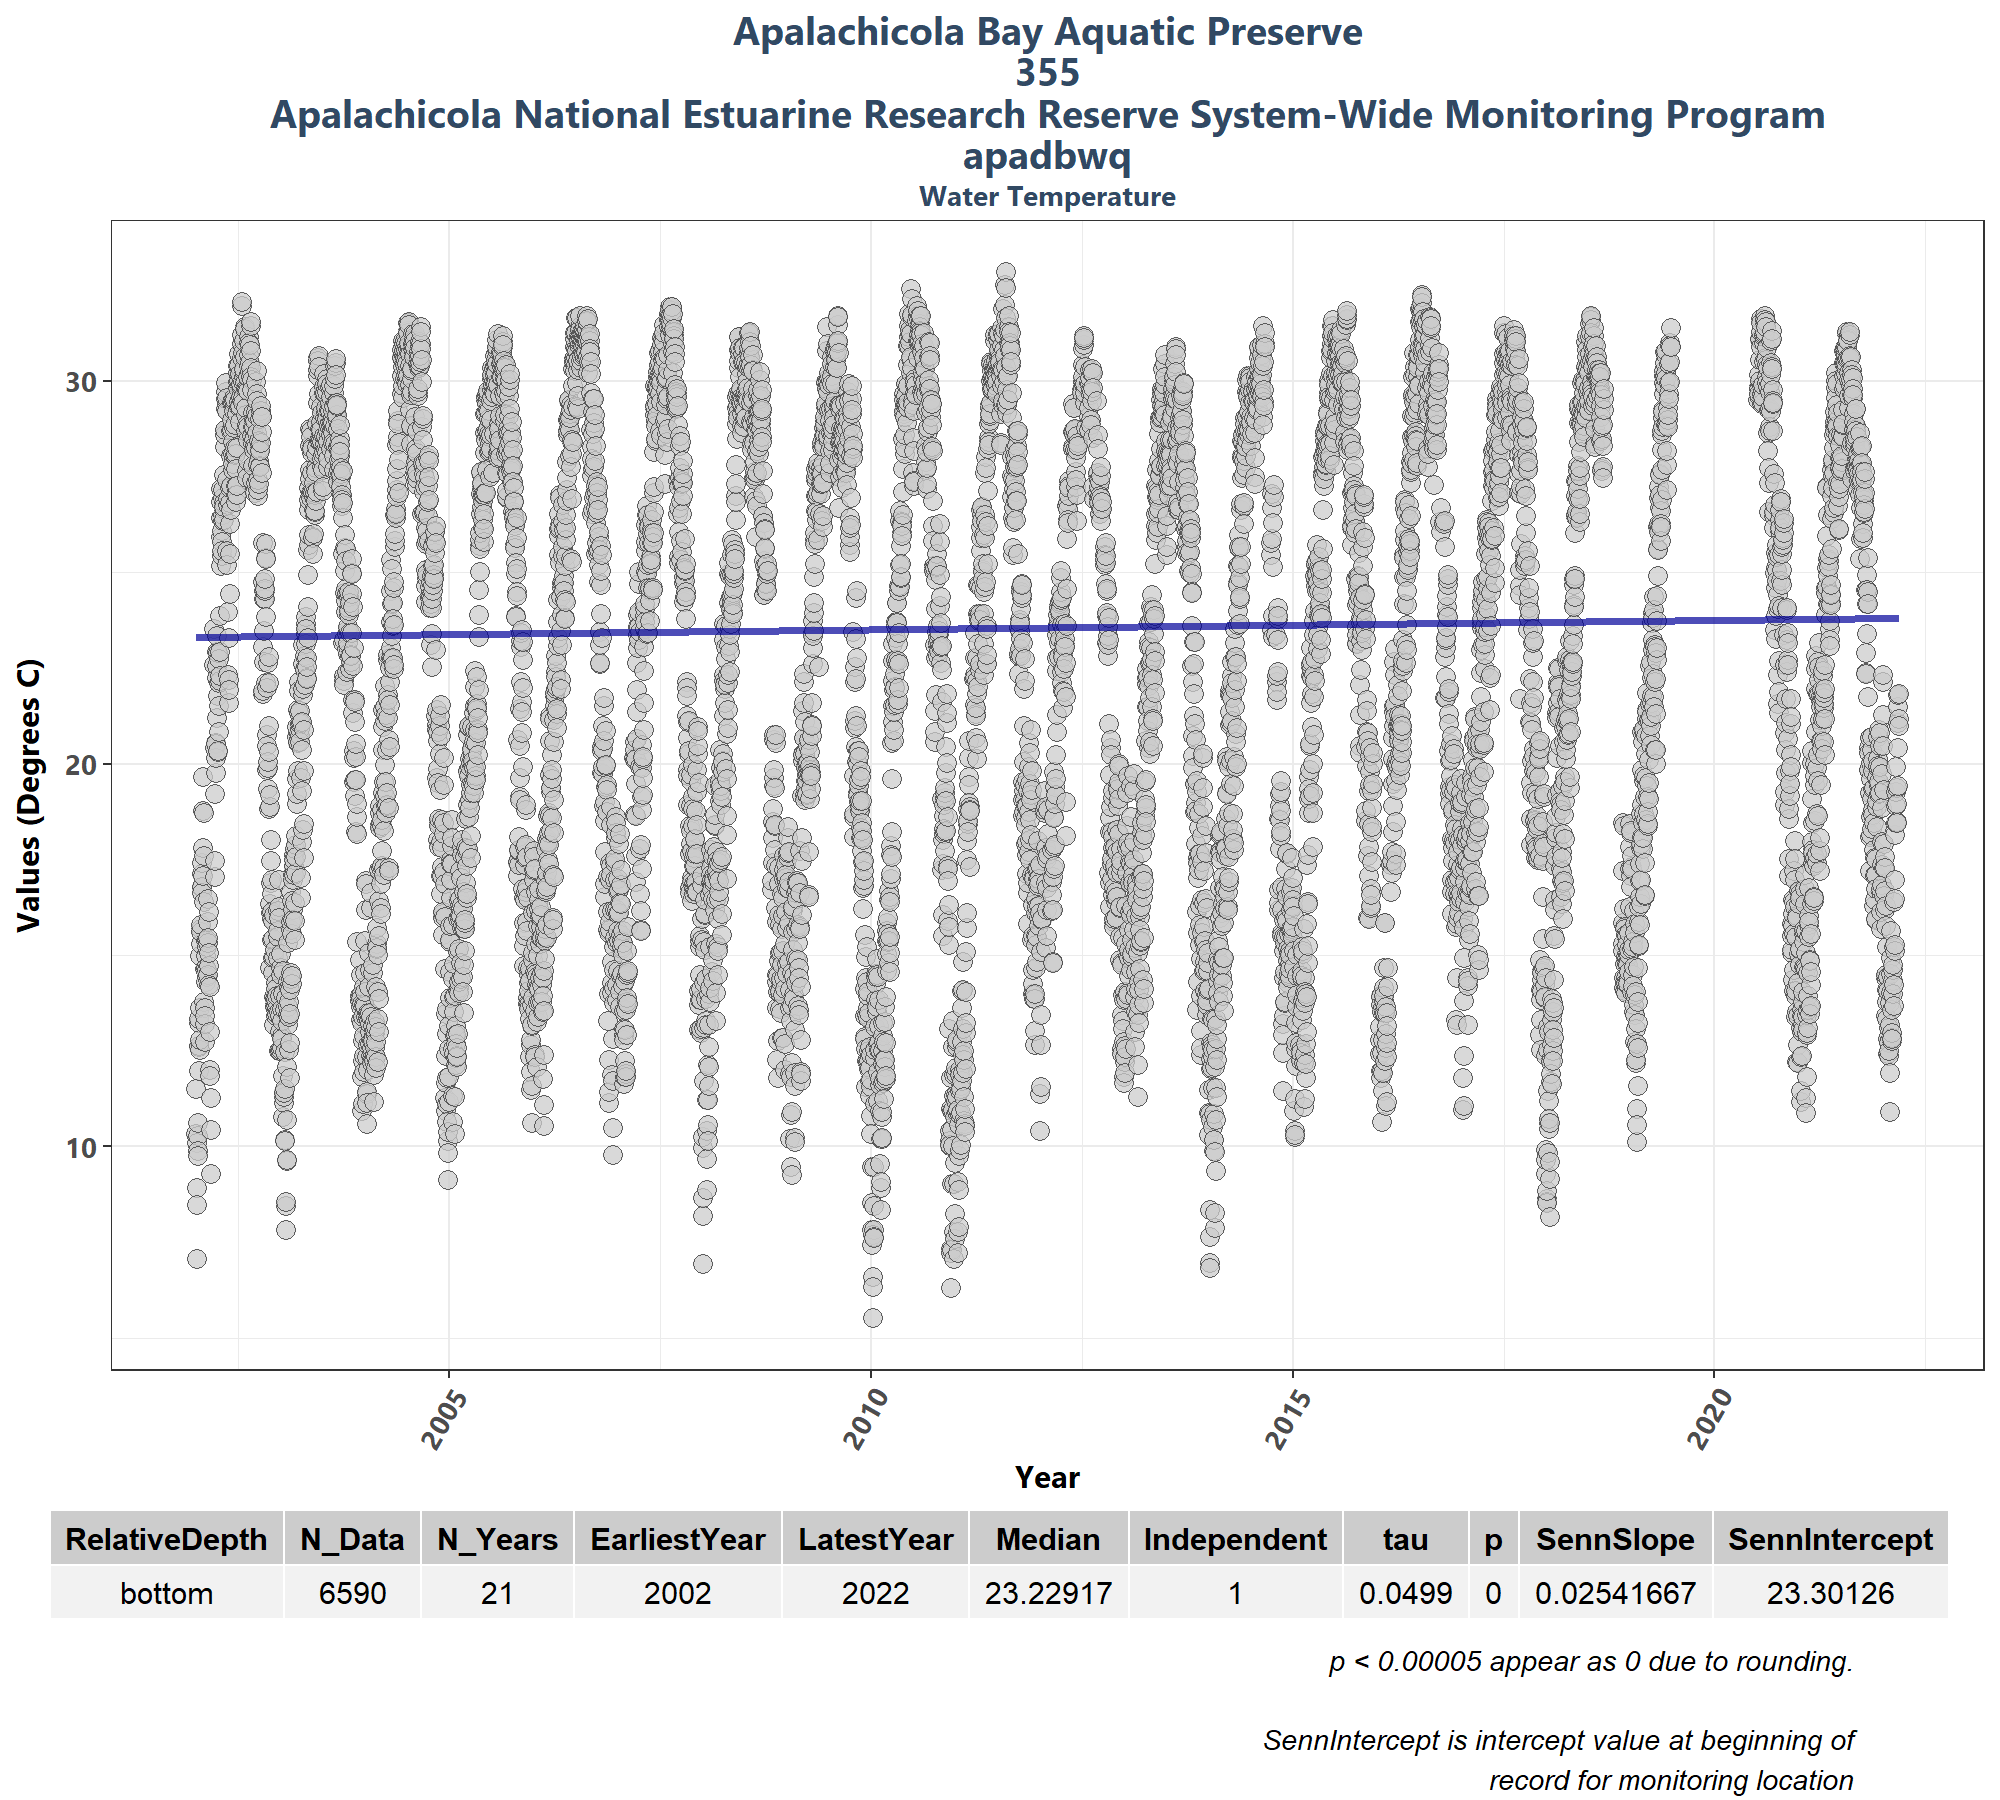 Apalachicola Bay Aquatic Preserve
355
Apalachicola National Estuarine Research Reserve System-Wide Monitoring Program
apadbwq
Water Temperature
Values (Degrees C)
30
20
10
2005 2010 2015 2020
Year
RelativeDepth N_Data N_Years EarliestYear LatestYear Median Independent tau p SennSlope SennIntercept
bottom 6590 21 2002 2022 23.22917 1 0.0499 0 0.02541667 23.30126
p < 0.00005 appear as 0 due to rounding.
SennIntercept is intercept value at beginning of
record for monitoring location